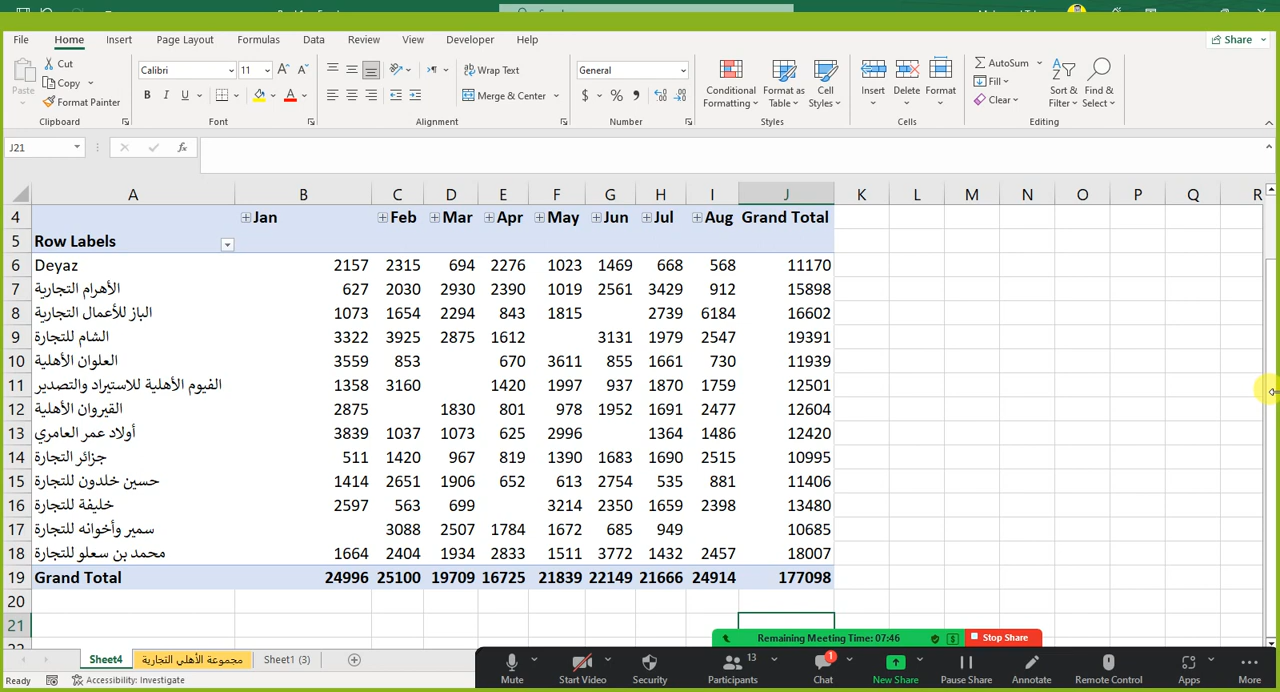 File Home Insert Page Layout Formulas Data Review View Developer Help Share
Cut
Copy
Format Painter
Paste
Calibri 11
B I U
Wrap Text
Merge & Center
General
$ % ,
Conditional Formatting
Format as Table
Cell Styles
Insert Delete Format
AutoSum
Fill
Clear
Sort & Filter
Find & Select
Clipboard Font Alignment Number Styles Cells Editing
J21 fx
A B C D E F G H I J K L M N O P Q R
4 Jan Feb Mar Apr May Jun Jul Aug Grand Total
5 Row Labels
6 Deyaz 2157 2315 694 2276 1023 1469 668 568 11170
7 الأهرام التجارية 627 2030 2930 2390 1019 2561 3429 912 15898
8 الباز للأعمال التجارية 1073 1654 2294 843 1815 2739 6184 16602
9 الشام للتجارة 3322 3925 2875 1612 3131 1979 2547 19391
10 العلوان الأهلية 3559 853 670 3611 855 1661 730 11939
11 الفيوم الأهلية للاستيراد والتصدير 1358 3160 1420 1997 937 1870 1759 12501
12 القيروان الأهلية 2875 1830 801 978 1952 1691 2477 12604
13 أولاد عمر العامري 3839 1037 1073 625 2996 1364 1486 12420
14 جزائر التجارة 511 1420 967 819 1390 1683 1690 2515 10995
15 حسين خلدون للتجارة 1414 2651 1906 652 613 2754 535 881 11406
16 خليفة للتجارة 2597 563 699 3214 2350 1659 2398 13480
17 سمير وأخوانه للتجارة 3088 2507 1784 1672 685 949 10685
18 محمد بن سعلو للتجارة 1664 2404 1934 2833 1511 3772 1432 2457 18007
19 Grand Total 24996 25100 19709 16725 21839 22149 21666 24914 177098
20
21
Remaining Meeting Time: 07:46 Stop Share
Sheet4 مجموعة الأهلي التجارية Sheet1 (3)
Ready Accessibility: Investigate
Mute Start Video Security Participants 13 Chat 1 New Share Pause Share Annotate Remote Control Apps More